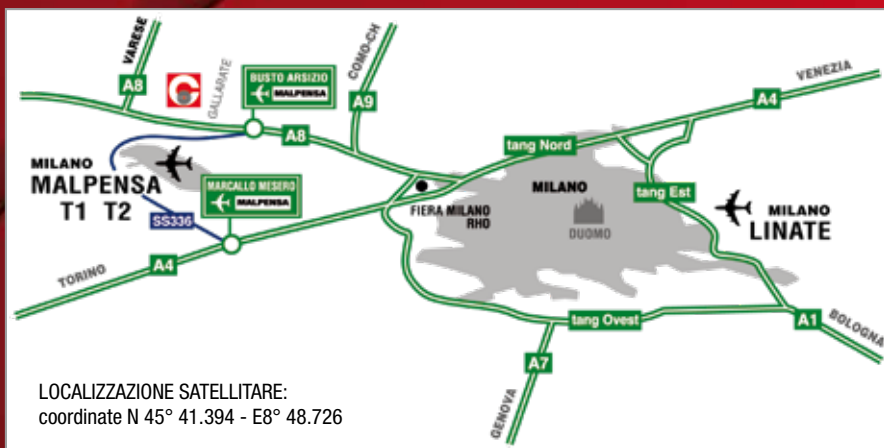 VARESE
A8
GALLARATE
BUSTO ARSIZIO
MALPENSA
COMO-CH
A9
VENEZIA
A4
A8
tang Nord
MILANO
MALPENSA
T1 T2
MARCALLO MESERO
MALPENSA
SS336
FIERA MILANO
RHO
MILANO
DUOMO
tang Est
MILANO
LINATE
TORINO
A4
tang Ovest
A1
BOLOGNA
A7
GENOVA
LOCALIZZAZIONE SATELLITARE:
coordinate N 45° 41.394 - E8° 48.726